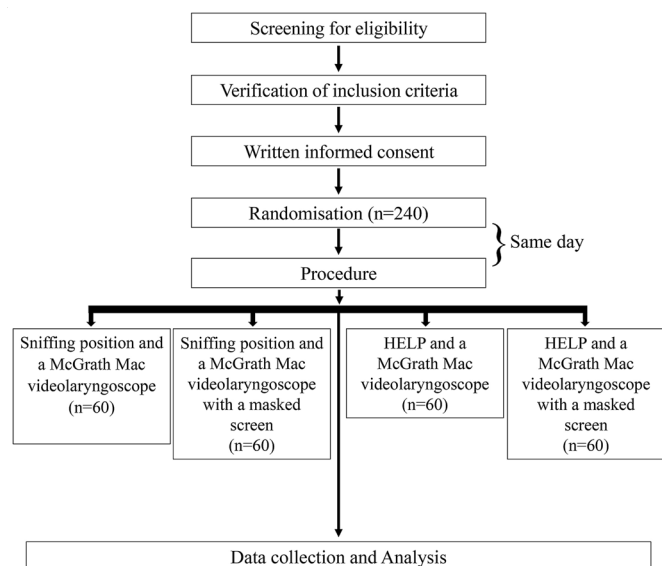 Screening for eligibility
Verification of inclusion criteria
Written informed consent
Randomisation (n=240)
Same day
Procedure
Sniffing position and
a McGrath Mac
videolaryngoscope
(n=60)
Sniffing position and
a McGrath Mac
videolaryngoscope
with a masked
screen
(n=60)
HELP and a
McGrath Mac
videolaryngoscope
(n=60)
HELP and a
McGrath Mac
videolaryngoscope
with a masked
screen
(n=60)
Data collection and Analysis